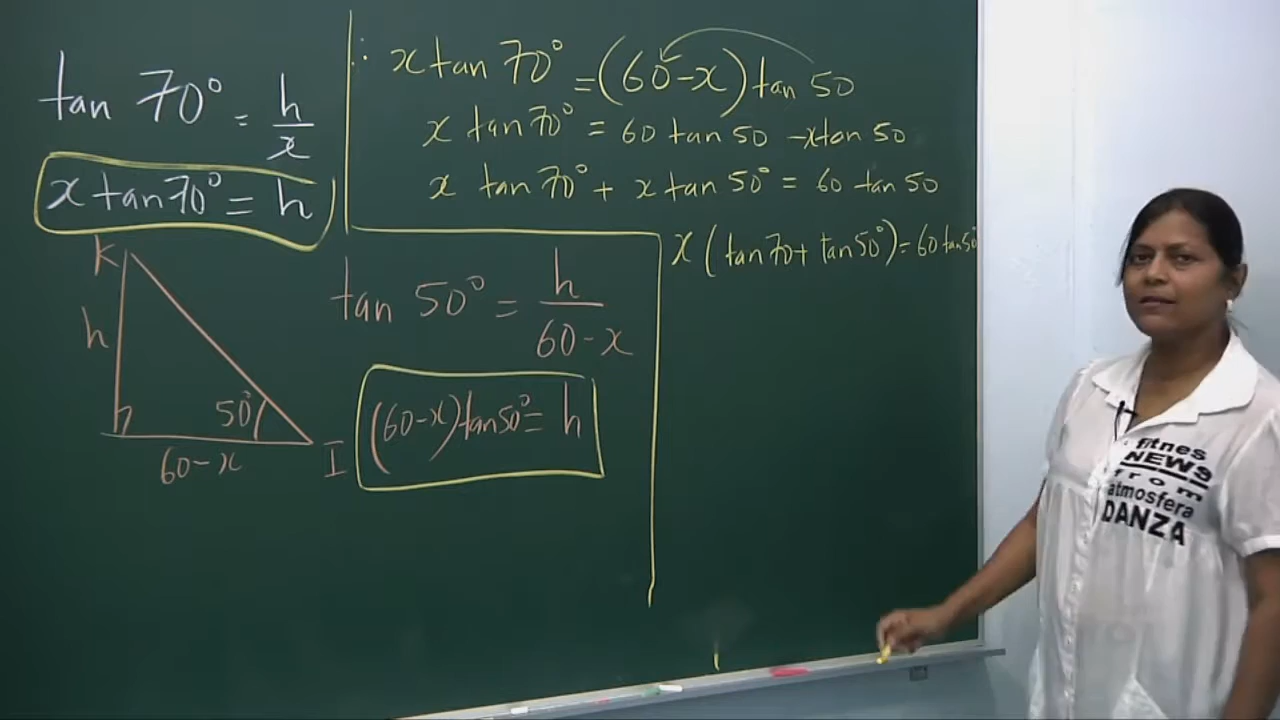 tan 70° = h/x
x tan 70° = h
K
h
50°
60-x
I
∴ x tan 70° = (60-x) tan 50
x tan 70° = 60 tan 50 -x tan 50
x tan 70° + x tan 50° = 60 tan 50
x (tan 70 + tan 50°) = 60 tan 50°
tan 50° = h/60-x
(60-x) tan 50° = h
fitnes
NEWS
from
atmosfera
DANZA